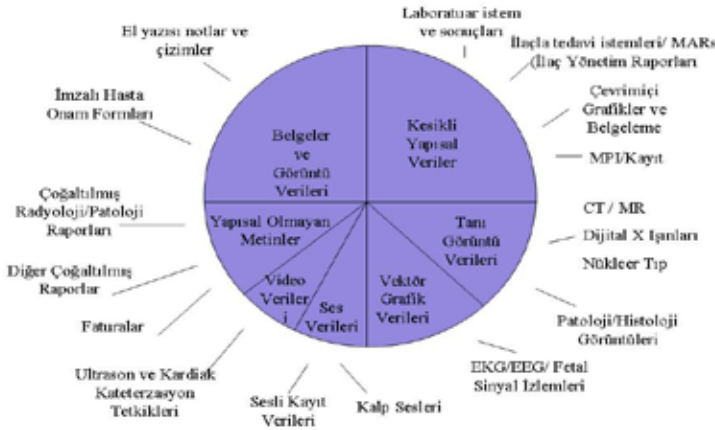 Laboratuar istem
ve sonuçları
El yazısı notlar ve
çizimler
İlaçla tedavi istemleri/ MARs
(İlaç Yönetim Raporları
İmzalı Hasta
Onam Formları
Çevrimiçi
Grafikler ve
Belgeleme
Belgeler
ve
Görüntü
Verileri
Kesikli
Yapısal
Veriler
MPI/Kayıt
Çoğaltılmış
Radyoloji/Patoloji
Raporları
Yapısal Olmayan
Metinler
Tanı
Görüntü
Verileri
CT / MR
Dijital X Işınları
Nükleer Tıp
Diğer Çoğaltılmış
Raporlar
Video
Veriler
i
Ses
Verileri
Vektör
Grafik
Verileri
Faturalar
Patoloji/Histoloji
Görüntüleri
Ultrason ve Kardiak
Kateterzasyon
Tetkikleri
EKG/EEG/ Fetal
Sinyal İzlemleri
Sesli Kayıt
Verileri
Kalp Sesleri